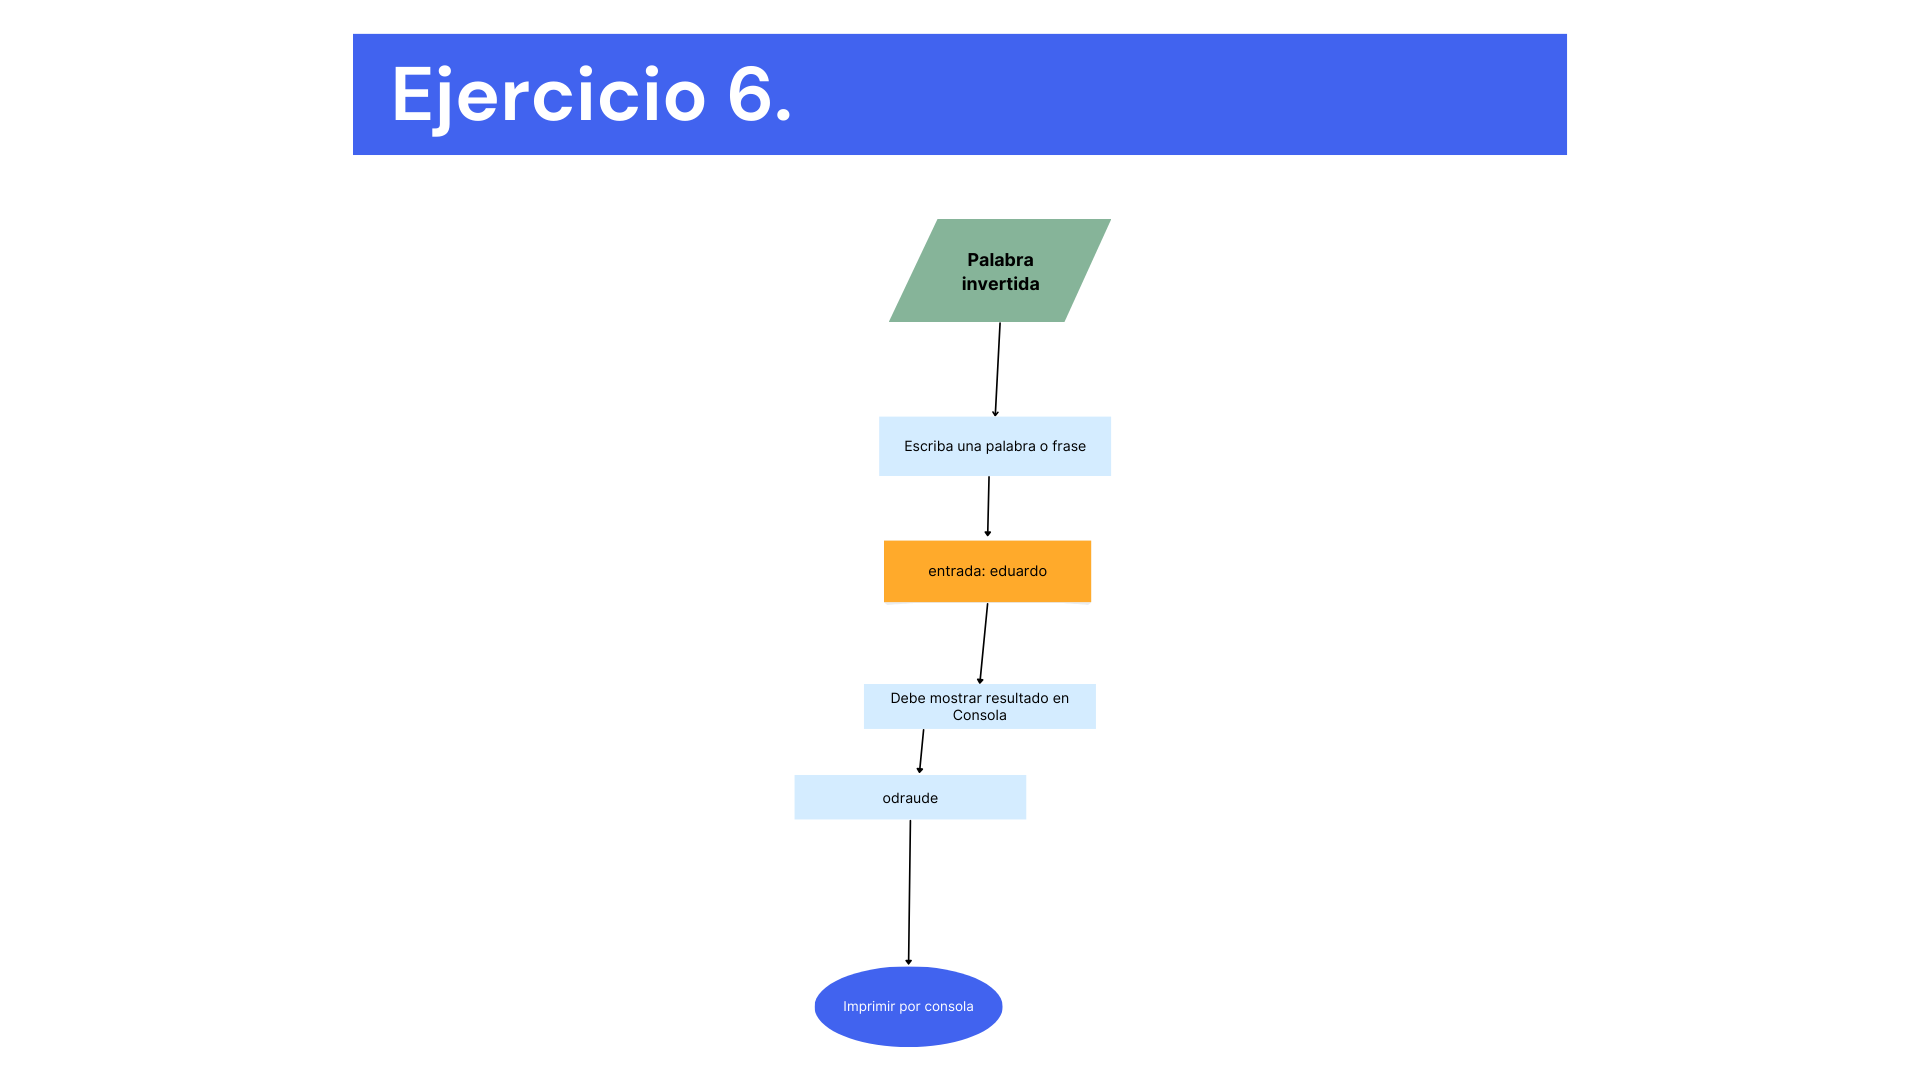 Ejercicio 6.
Palabra
invertida
Escriba una palabra o frase
entrada: eduardo
Debe mostrar resultado en
Consola
odraude
Imprimir por consola